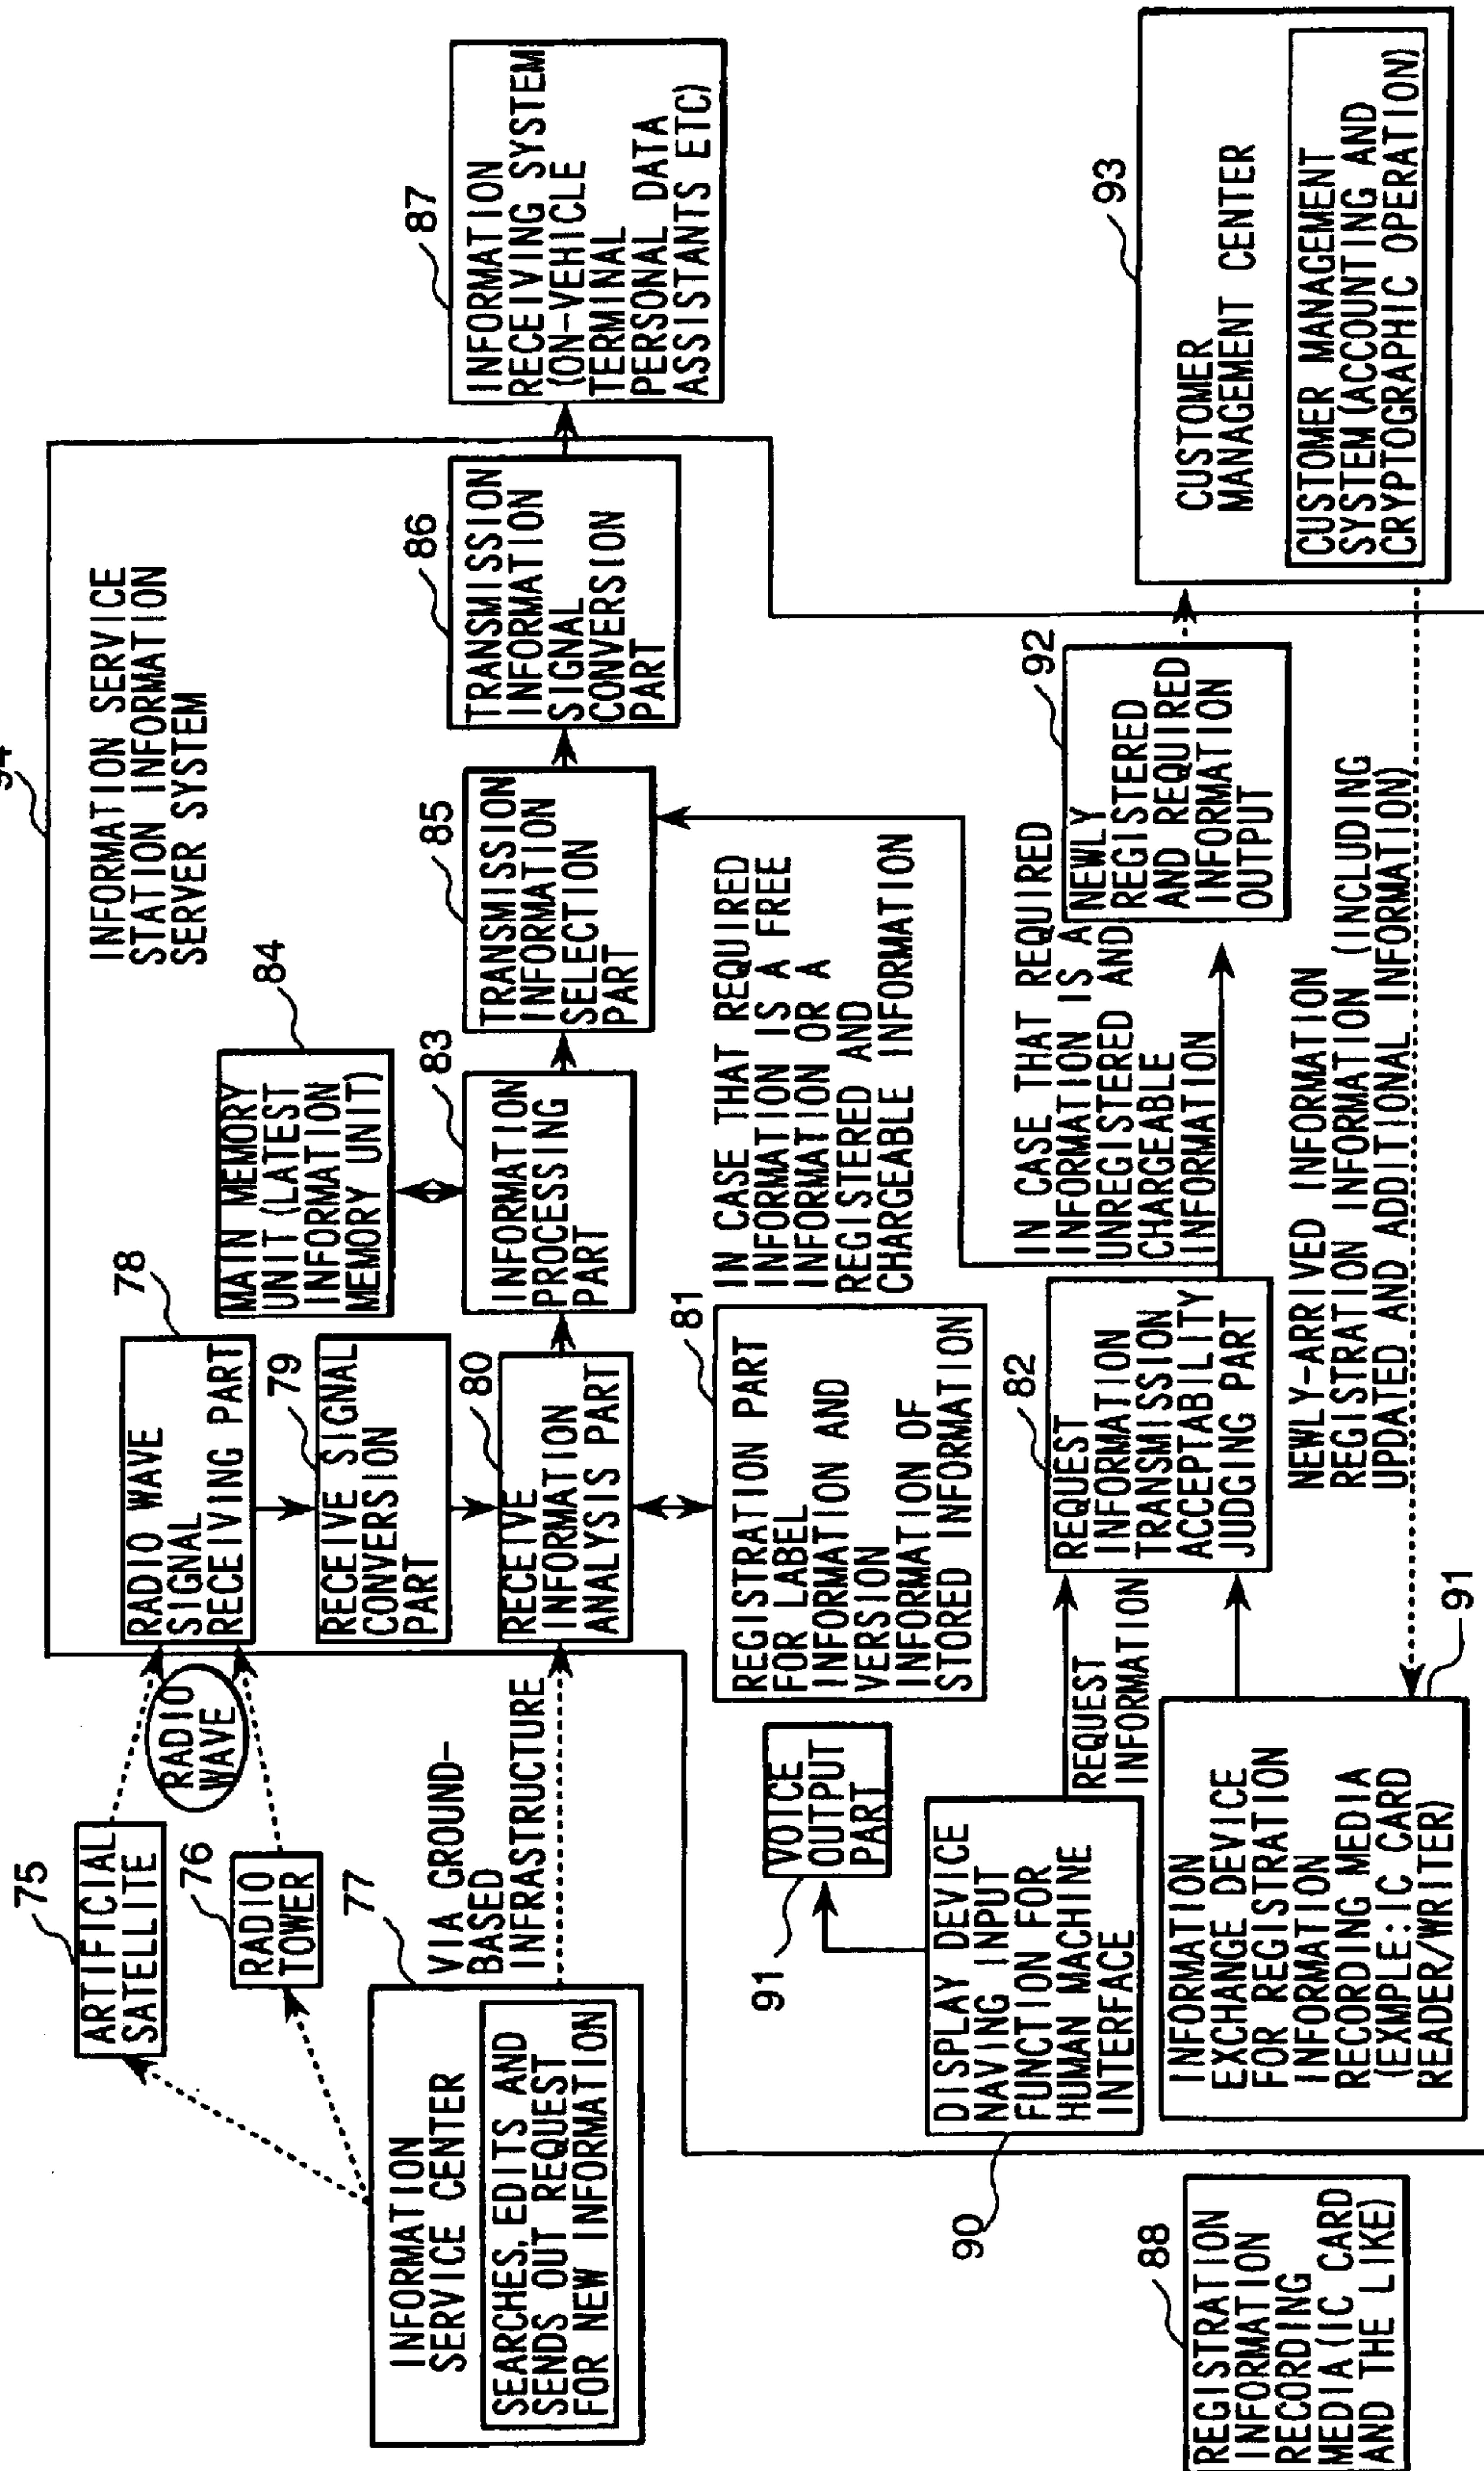 94
INFORMATION SERVICE
STATION INFORMATION
SERVER SYSTEM
75
ARTIFICIAL
SATELLITE
76
RADIO
TOWER
RADIO
WAVE
77
INFORMATION
SERVICE CENTER
SEARCHES,EDITS AND
SENDS OUT REQUEST
FOR NEW INFORMATION
VIA GROUND-
BASED
INFRASTRUCTURE
78
RADIO WAVE
SIGNAL
RECEIVING PART
79
RECEIVE SIGNAL
CONVERSION
PART
80
RECEIVE
INFORMATION
ANALYSIS PART
81
REGISTRATION PART
FOR LABEL
INFORMATION AND
VERSION
INFORMATION OF
STORED INFORMATION
84
MAIN MEMORY
UNIT (LATEST
INFORMATION
MEMORY UNIT)
83
INFORMATION
PROCESSING
PART
85
TRANSMISSION
INFORMATION
SELECTION
PART
86
TRANSMISSION
INFORMATION
SIGNAL
CONVERSION
PART
87
INFORMATION
RECEIVING SYSTEM
(ON-VEHICLE
TERMINAL
PERSONAL DATA
ASSISTANTS ETC)
IN CASE THAT REQUIRED
INFORMATION IS A FREE
INFORMATION OR A
REGISTERED AND
CHARGEABLE INFORMATION
91
VOTCE
OUTPUT
PART
90
DISPLAY DEVICE
NAVING INPUT
FUNCTION FOR
HUMAN MACHINE
INTERFACE
REQUEST
INFORMATION
82
REQUEST
INFORMATION
TRANSMISSION
ACCEPTABILITY
JUDGING PART
IN CASE THAT REQUIRED
INFORMATION IS A
UNREGISTERED AND
CHARGEABLE
INFORMATION
92
NEWLY
REGISTERED
AND REQUIRED
INFORMATION
OUTPUT
93
CUSTOMER
MANAGEMENT CENTER
CUSTOMER MANAGEMENT
SYSTEM(ACCOUNTING AND
CRYPTOGRAPHIC OPERATION)
88
REGISTRATION
INFORMATION
RECORDING
MEDIA(IC CARD
AND THE LIKE)
91
INFORMATION
EXCHANGE DEVICE
FOR REGISTRATION
INFORMATION
RECORDING MEDIA
(EXMPLE:IC CARD
READER/WRITER)
NEWLY-ARRIVED INFORMATION
REGISTRATION INFORMATION (INCLUDING
UPDATED AND ADDITIONAL INFORMATION)